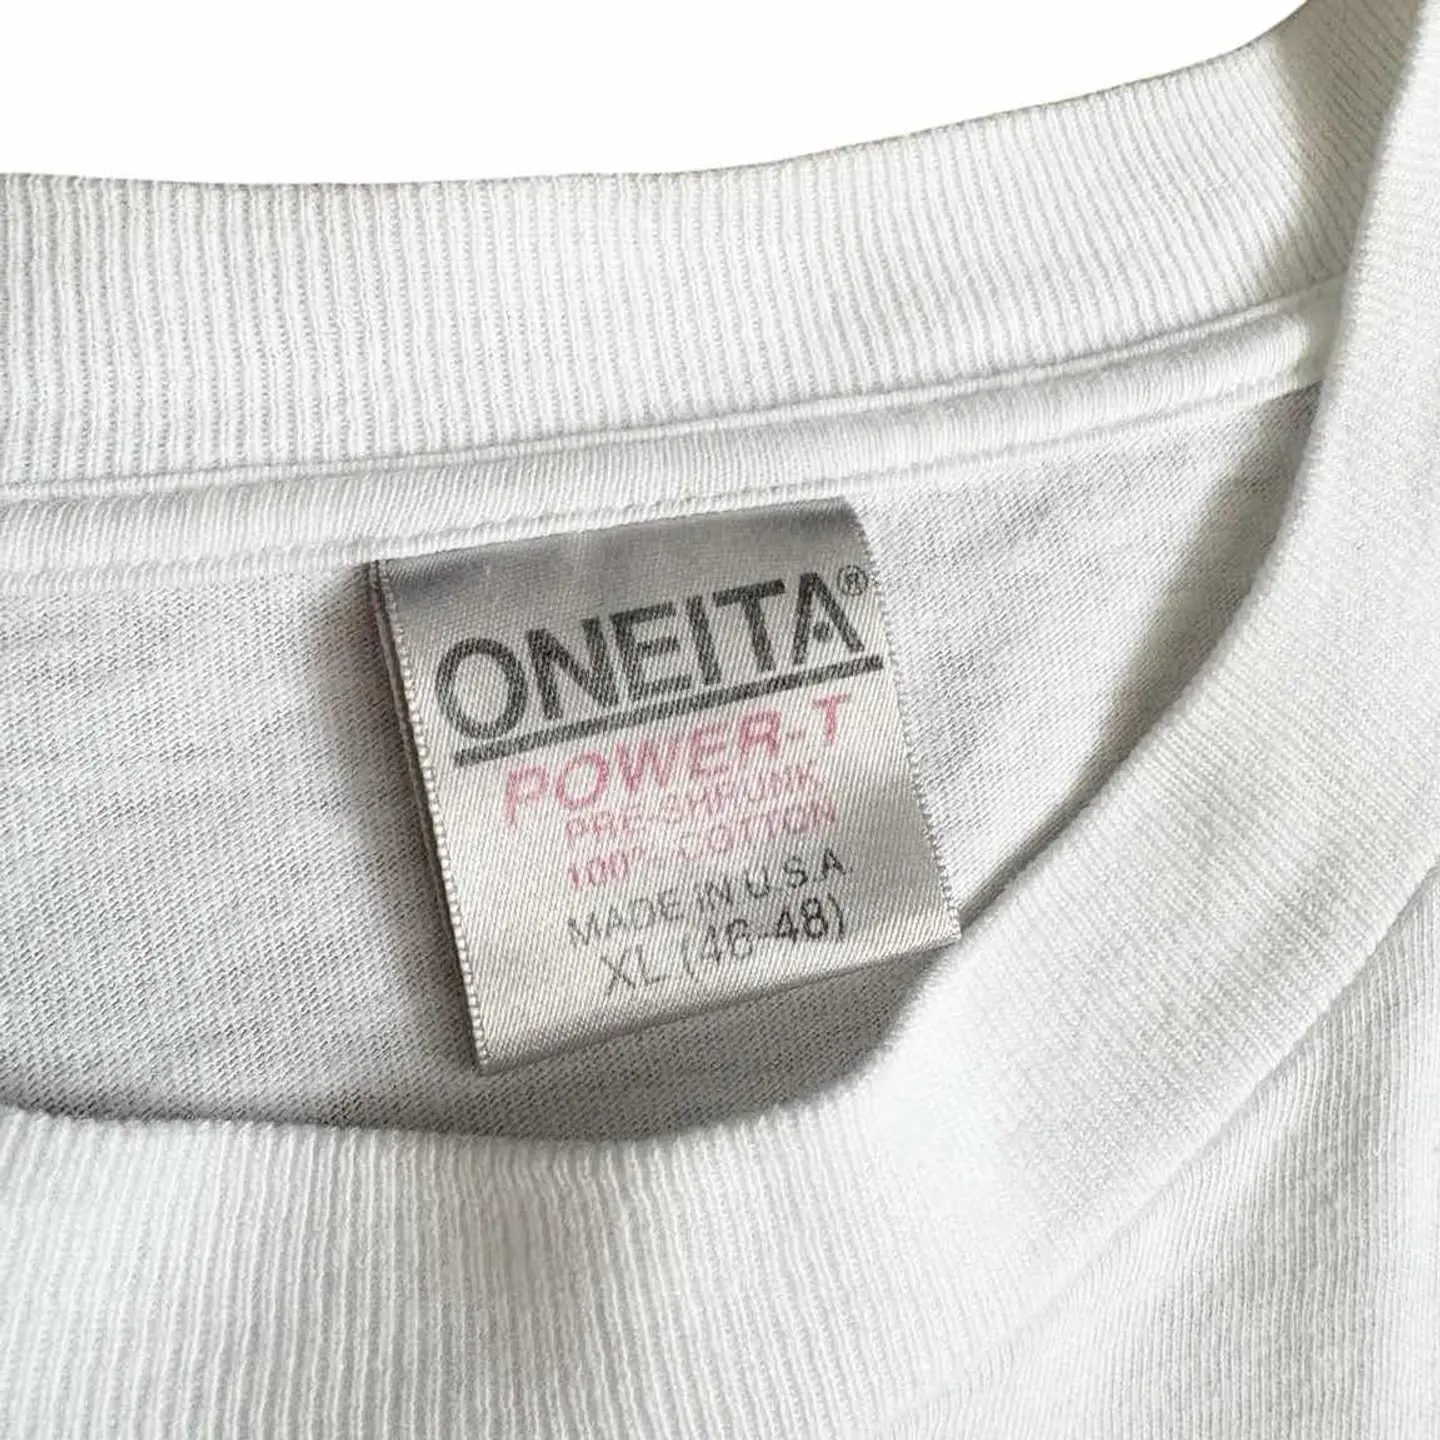 ONEITA®
POWER-T
PRE-SHRUNK
100% COTTON
MADE IN U.S.A.
XL (46-48)